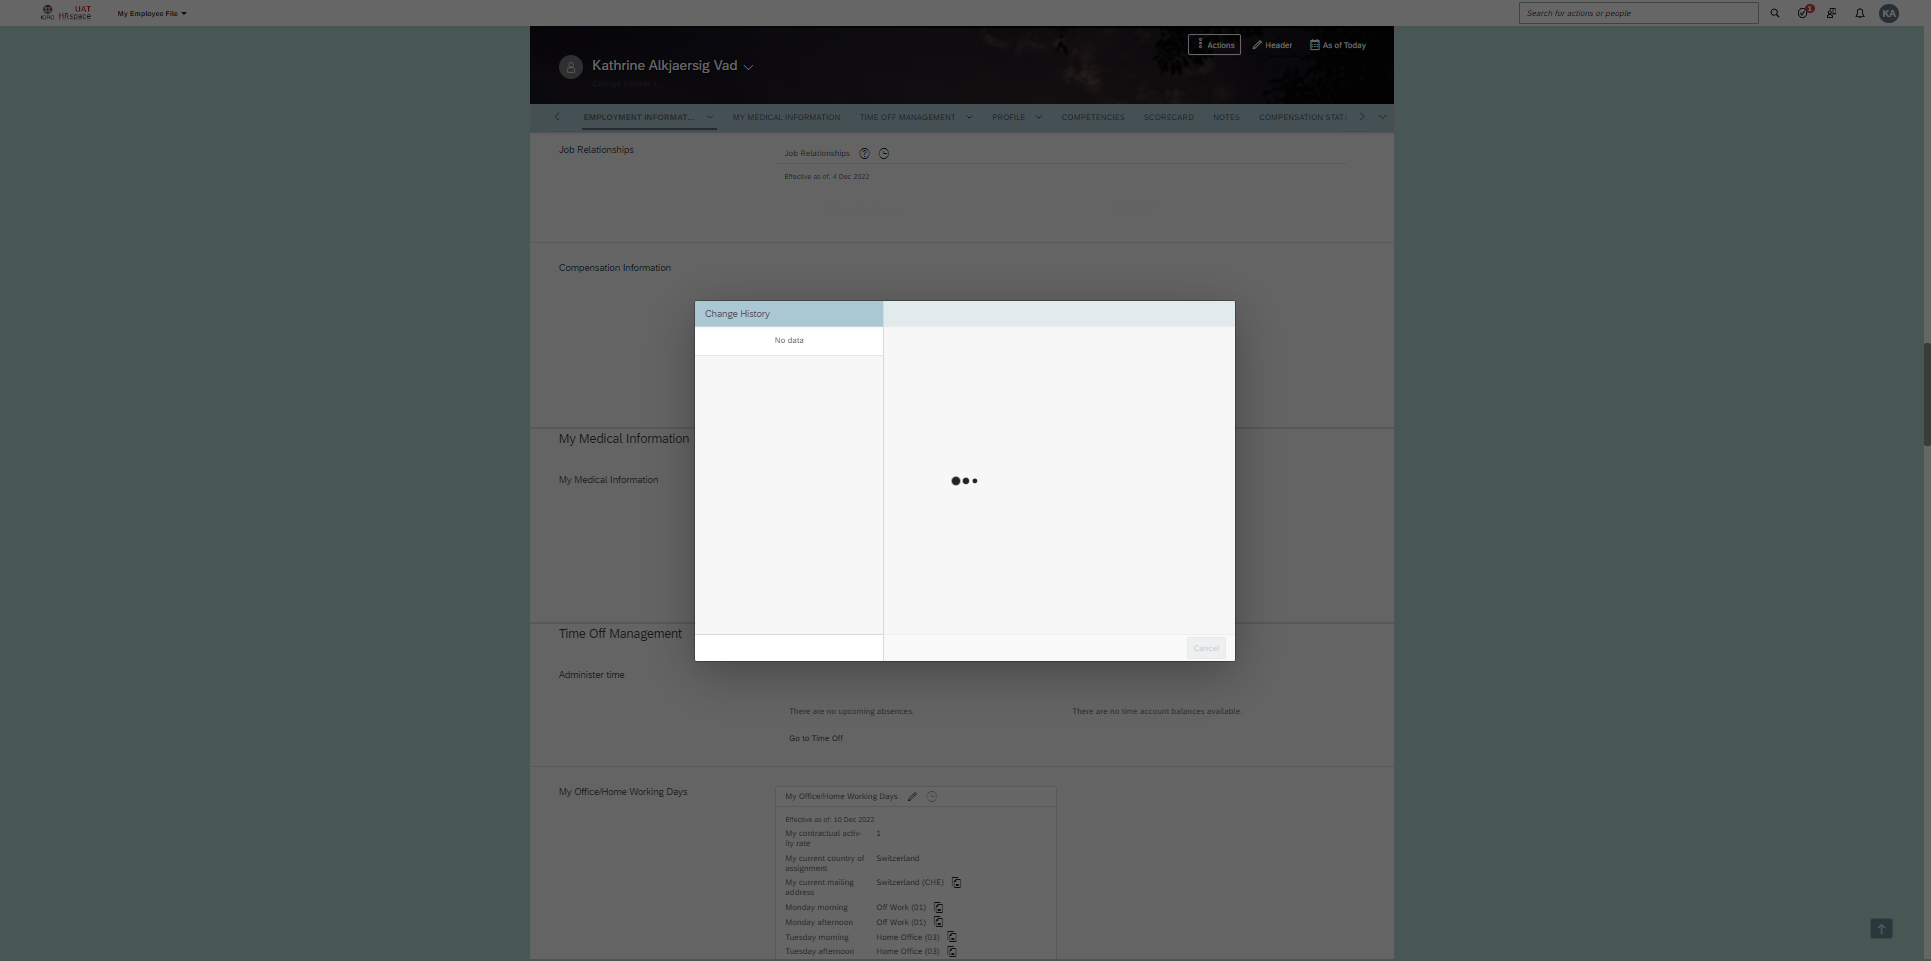 ICRC UAT HRspace My Employee File Search for actions or people 1 KA
Actions Header As of Today
Kathrine Alkjaersig Vad
EMPLOYMENT INFORMAT... MY MEDICAL INFORMATION TIME OFF MANAGEMENT PROFILE COMPETENCIES SCORECARD NOTES COMPENSATION STAT
Job Relationships
Job Relationships
Effective as of: 4 Dec 2022
Compensation Information
Change History
No data
My Medical Information
My Medical Information
Time Off Management
Cancel
Administer time
There are no upcoming absences. There are no time account balances available.
Go to Time Off
My Office/Home Working Days
My Office/Home Working Days
Effective as of: 10 Dec 2022
My contractual activ-
ity rate 1
My current country of
assignment Switzerland
My current mailing
address Switzerland (CHE)
Monday morning Off Work (01)
Monday afternoon Off Work (01)
Tuesday morning Home Office (03)
Tuesday afternoon Home Office (03)